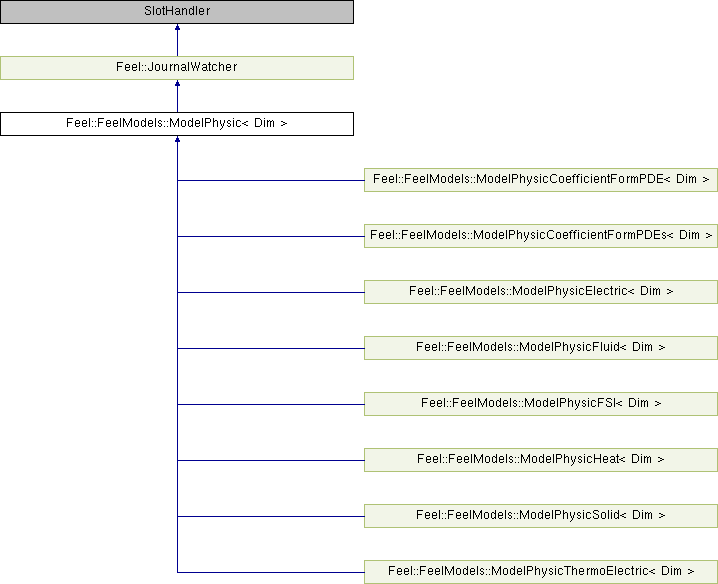 SlotHandler
Feel::JournalWatcher
Feel::FeelModels::ModelPhysic< Dim >
Feel::FeelModels::ModelPhysicCoefficientFormPDE< Dim >
Feel::FeelModels::ModelPhysicCoefficientFormPDEs< Dim >
Feel::FeelModels::ModelPhysicElectric< Dim >
Feel::FeelModels::ModelPhysicFluid< Dim >
Feel::FeelModels::ModelPhysicFSI< Dim >
Feel::FeelModels::ModelPhysicHeat< Dim >
Feel::FeelModels::ModelPhysicSolid< Dim >
Feel::FeelModels::ModelPhysicThermoElectric< Dim >